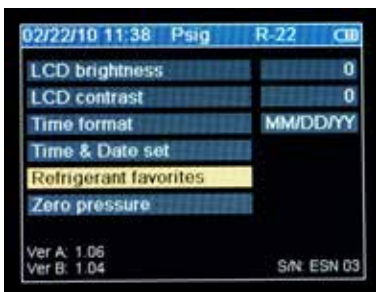 02/22/10 11:38 Psig R-22
LCD brightness 0
LCD contrast 0
Time format MM/DD/YY
Time & Date set
Refrigerant favorites
Zero pressure
Ver A: 1.06
Ver B: 1.04 S/N: ESN 03